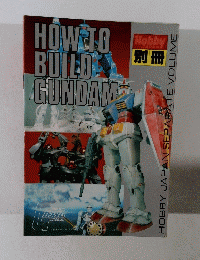 HOW TO
BUILD
GUNDAM
Hobby
別冊
HOBBY JAPAN SEPARATE VOLUME